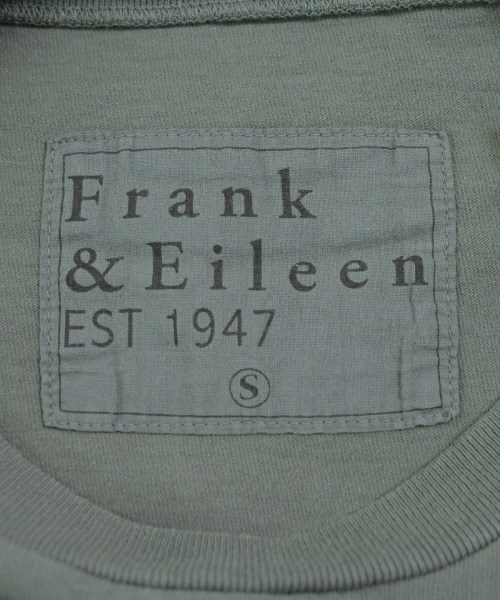 Frank
& Eileen
EST 1947
S